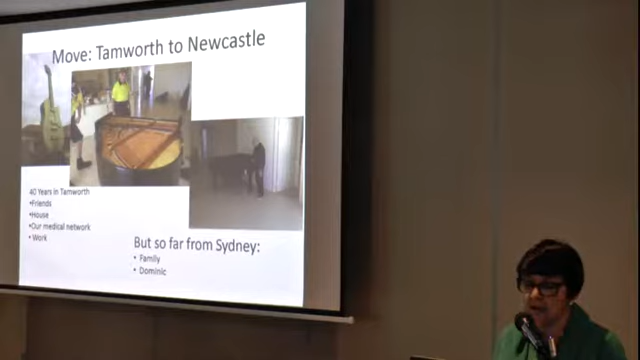 Move: Tamworth to Newcastle
40 Years in Tamworth
•Friends
•House
•Our medical network
• Work
But so far from Sydney:
• Family
• Dominic